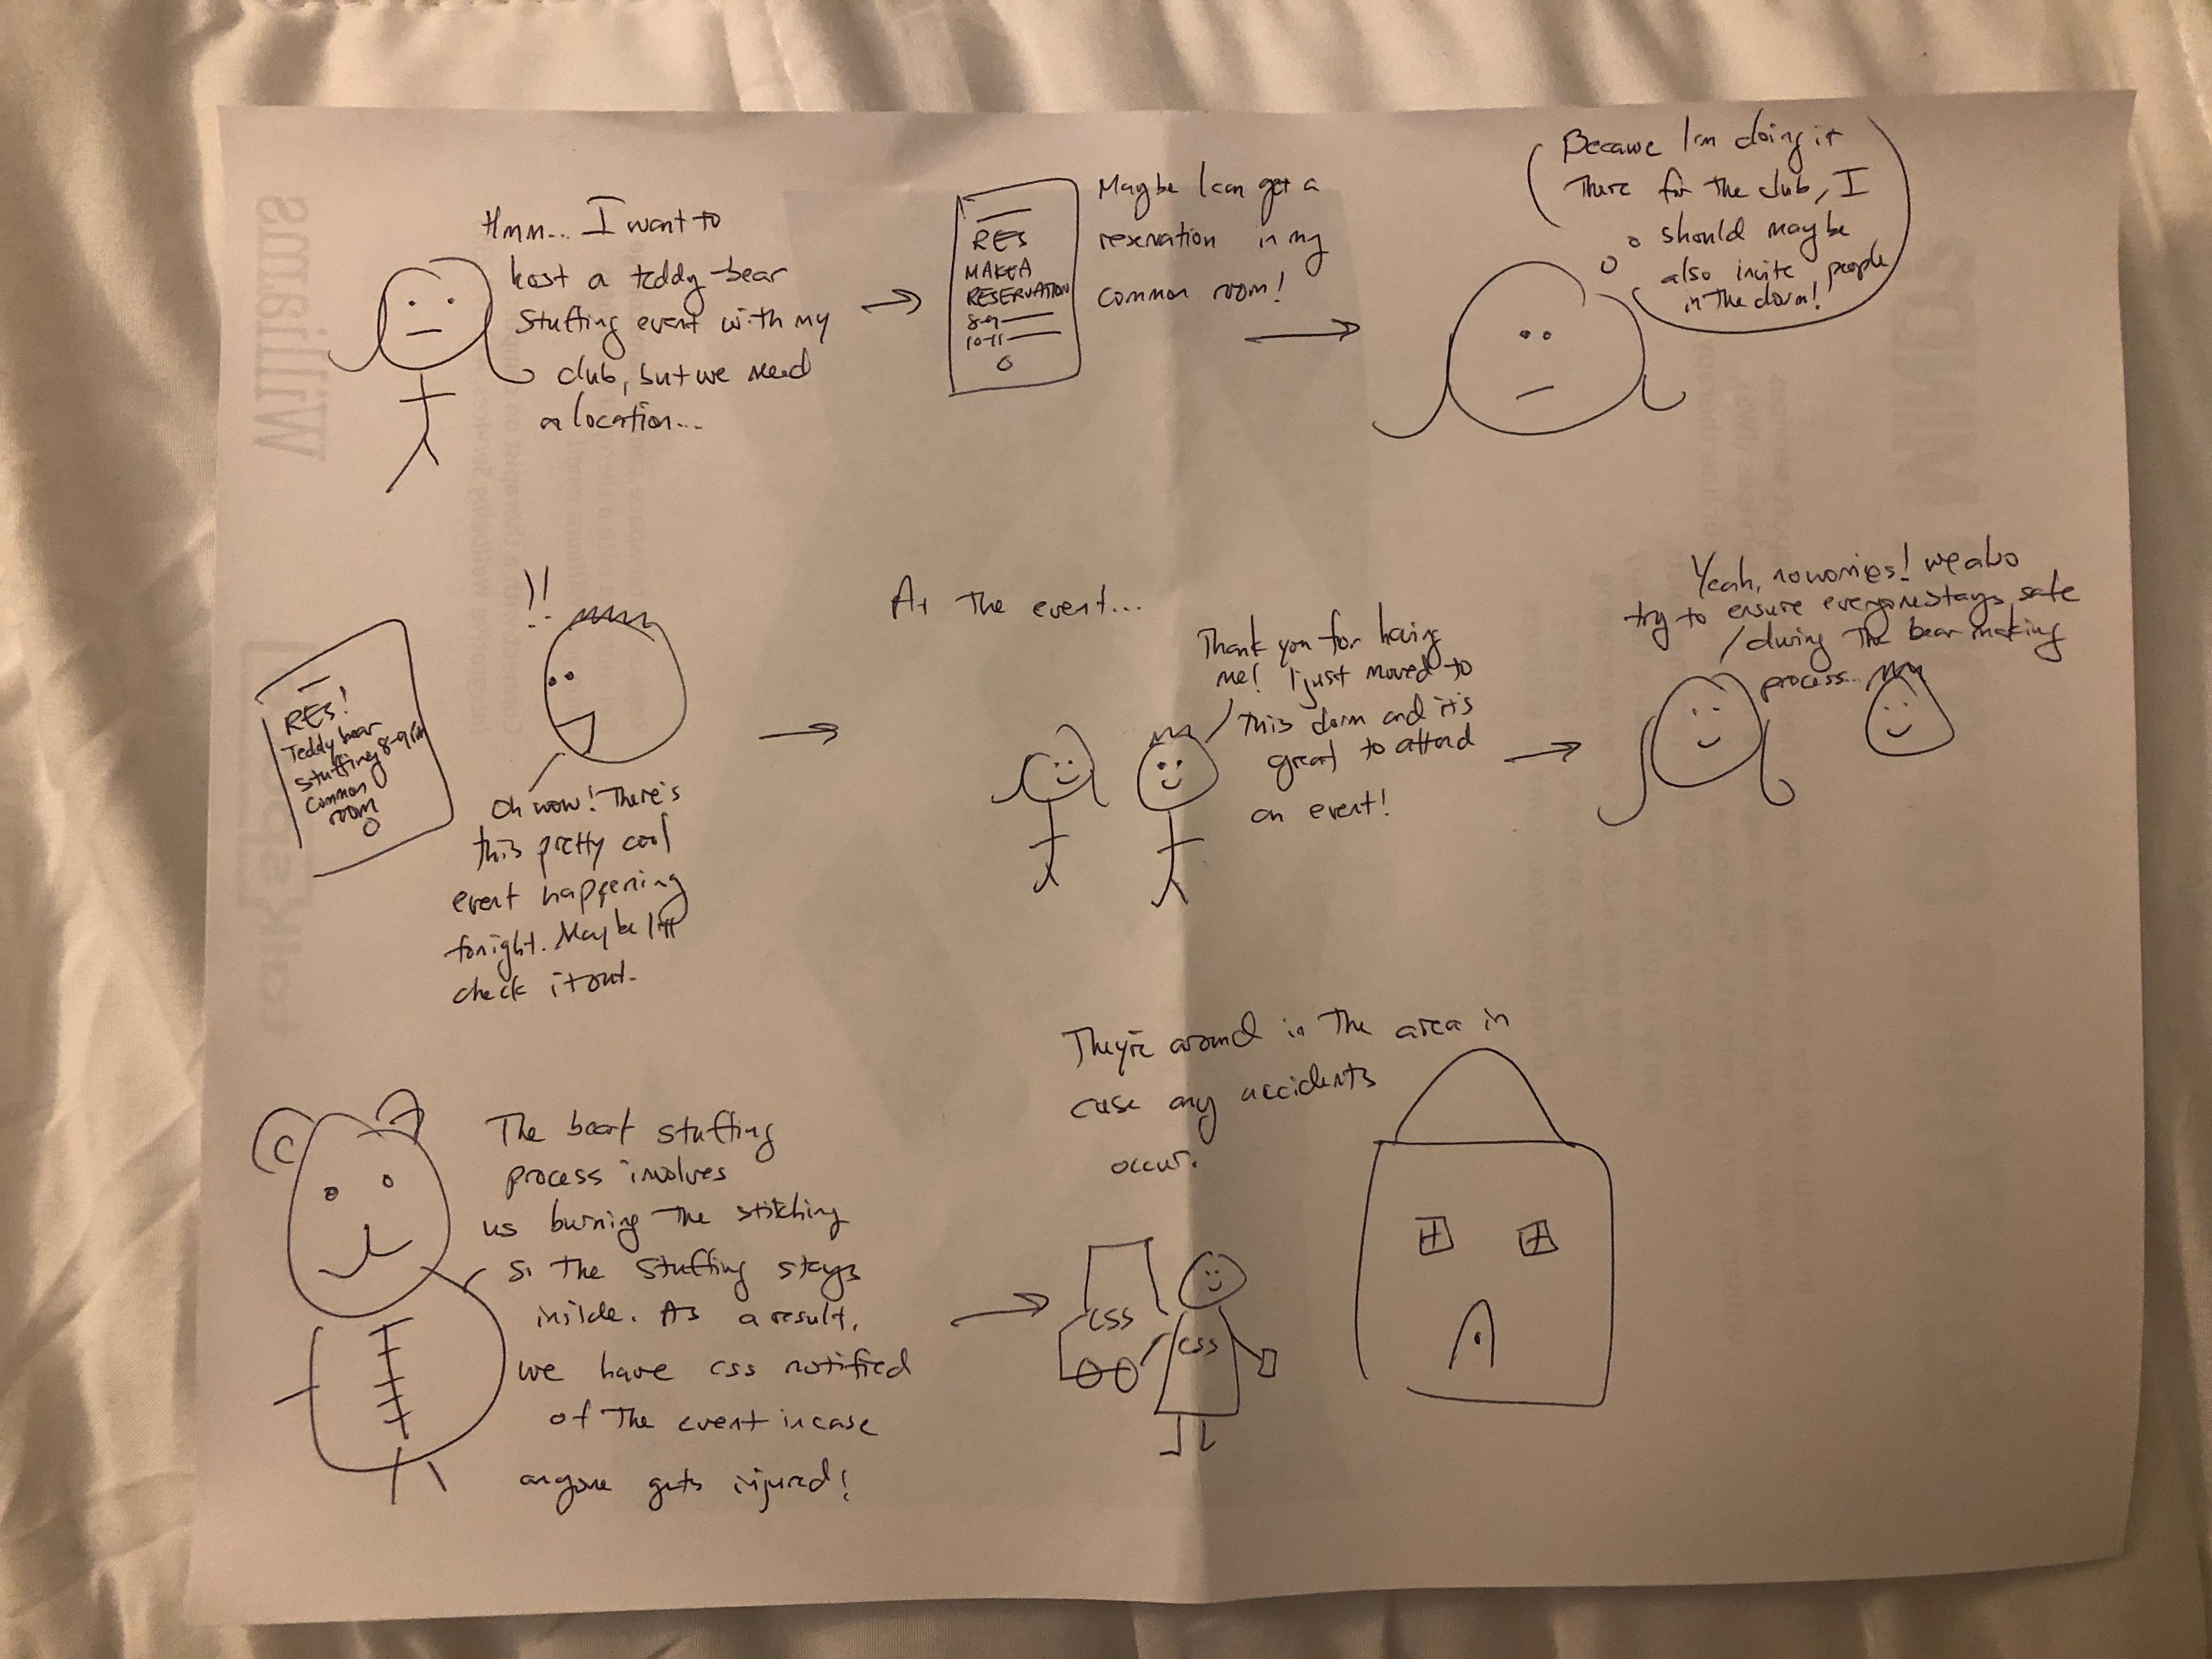 Hmm... I want to
host a teddy-bear
stuffing event with my
club, but we need
a location...
RES
MAKE A
RESERVATION
8-9
10-11
Maybe I can get a
reservation in my
common room!
Because I'm doing it
there for the club, I
should maybe
also invite people
in the dorm!
RES!
Teddy bear
stuffing 8-9
common
room
!!
Oh wow! There's
this pretty cool
event happening
tonight. Maybe I'll
check it out.
At the event...
Thank you for having
me! I just moved to
this dorm and it's
great to attend
an event!
Yeah, no worries! we also
try to ensure everyone stays safe
during the bear making
process...
The bear stuffing
process involves
us burning the stitching
so the stuffing stays
inside. As a result,
we have css notified
of the event incase
anyone gets injured!
They're around in the area in
case any accidents
occur.
CSS
CSS
Williams
talkspace